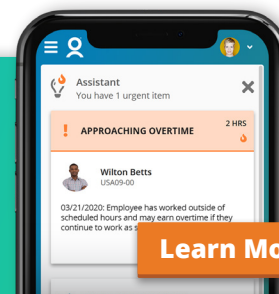 Assistant
You have 1 urgent item
APPROACHING OVERTIME
2 HRS
Wilton Betts
USA09-00
03/21/2020: Employee has worked outside of
scheduled hours and may earn overtime if they
continue to work as
Learn Mo